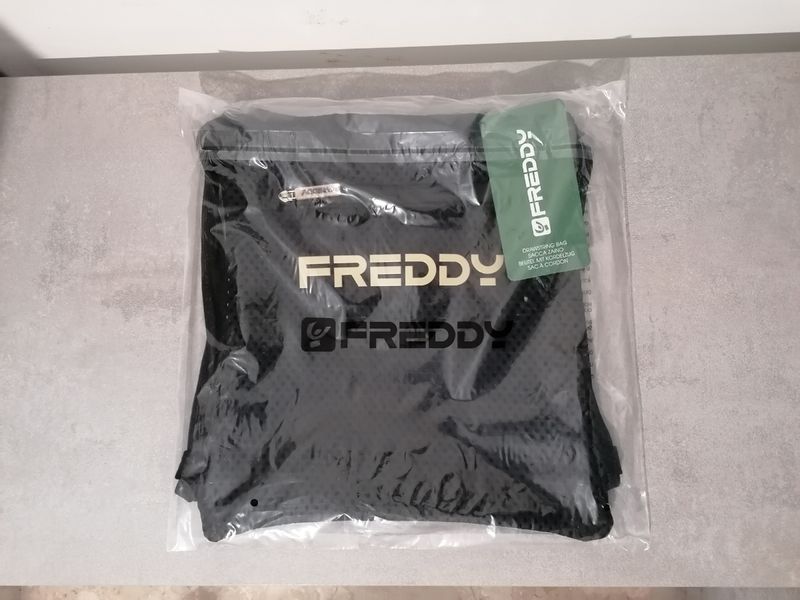 FREDDY
DRAWSTRING BAG
SACCA ZAINO
BEUTEL MIT KORDELZUG
SAC À CORDON
FREDDY
FREDDY